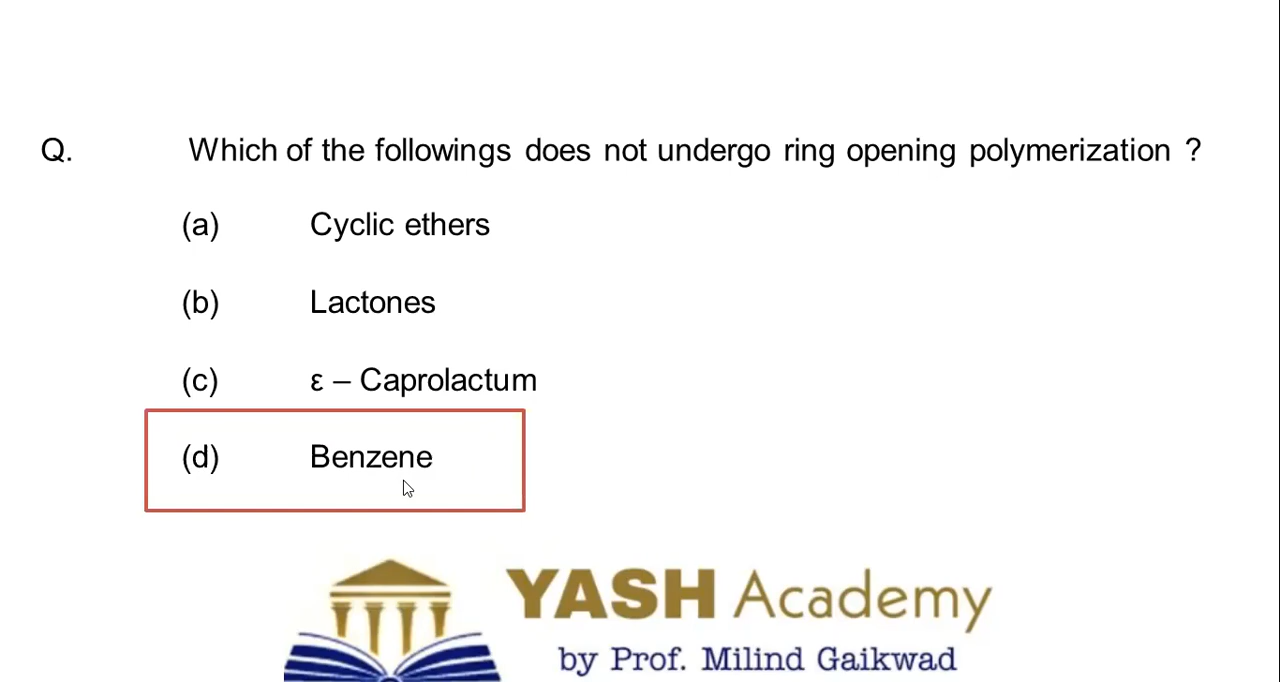 Q. Which of the followings does not undergo ring opening polymerization ?
(a) Cyclic ethers
(b) Lactones
(c) ε – Caprolactum
(d) Benzene
YASH Academy
by Prof. Milind Gaikwad